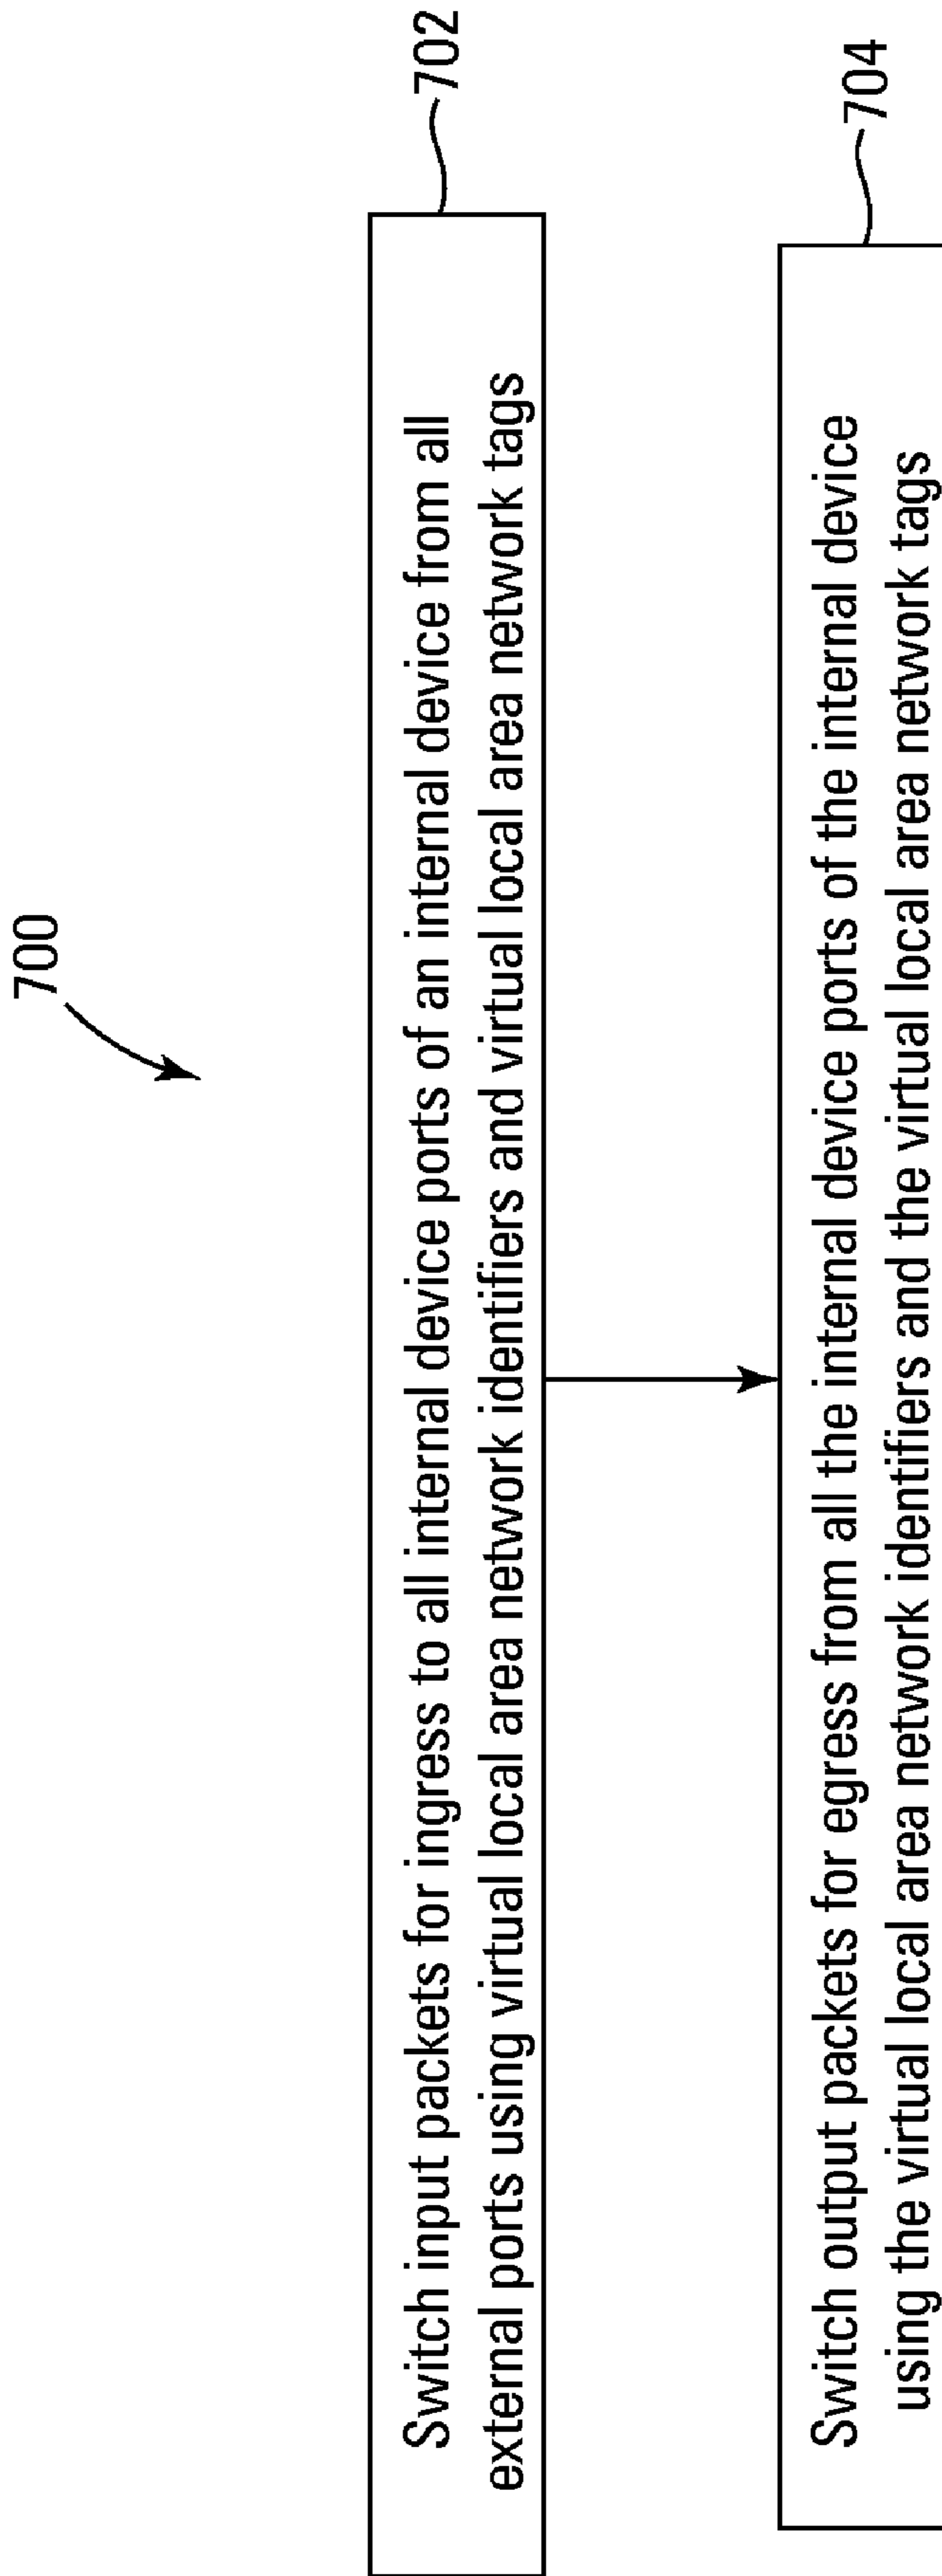 700
702
Switch input packets for ingress to all internal device ports of an internal device from all
external ports using virtual local area network identifiers and virtual local area network tags
704
Switch output packets for egress from all the internal device ports of the internal device
using the virtual local area network identifiers and the virtual local area network tags